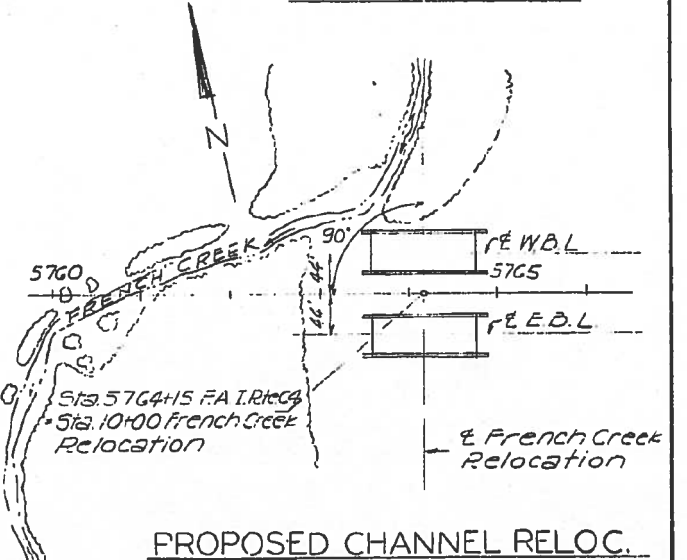 N
FRENCH CREEK
90°
℄ W.B.L
5760
5765
44'
℄ E.B.L
Sta. 5764+15 F.A.I. Rte 64
= Sta. 10+00 French Creek
Relocation
℄ French Creek
Relocation
PROPOSED CHANNEL RELOC.